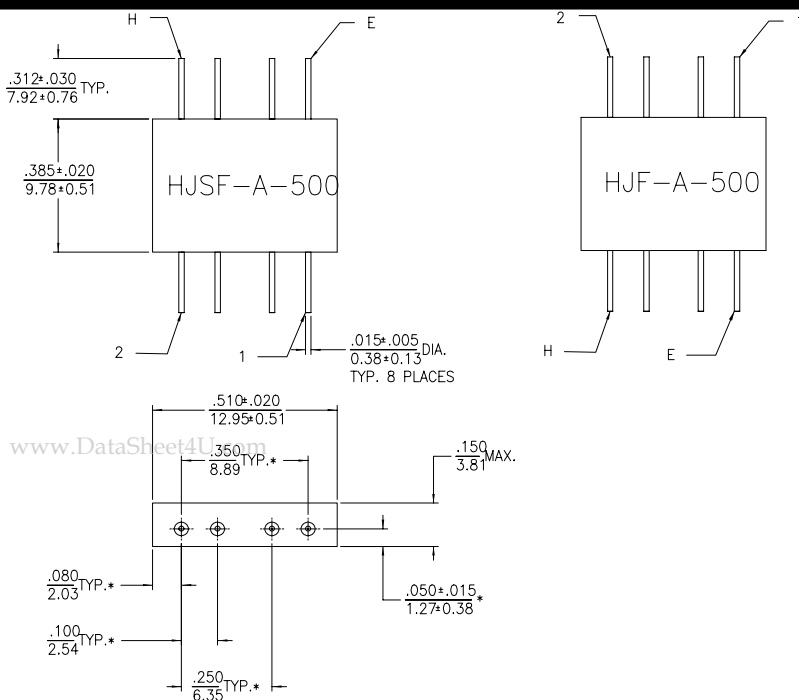 H
E
.312±.030
7.92±0.76 TYP.
.385±.020
9.78±0.51
HJSF-A-500
2
1
.015±.005
0.38±0.13 DIA.
TYP. 8 PLACES
2
HJF-A-500
H
E
.510±.020
12.95±0.51
www.DataSheet4U.com
.350
8.89 TYP.*
.150
3.81 MAX.
.080
2.03 TYP.*
.050±.015
1.27±0.38 *
.100
2.54 TYP.*
.250
6.35 TYP.*